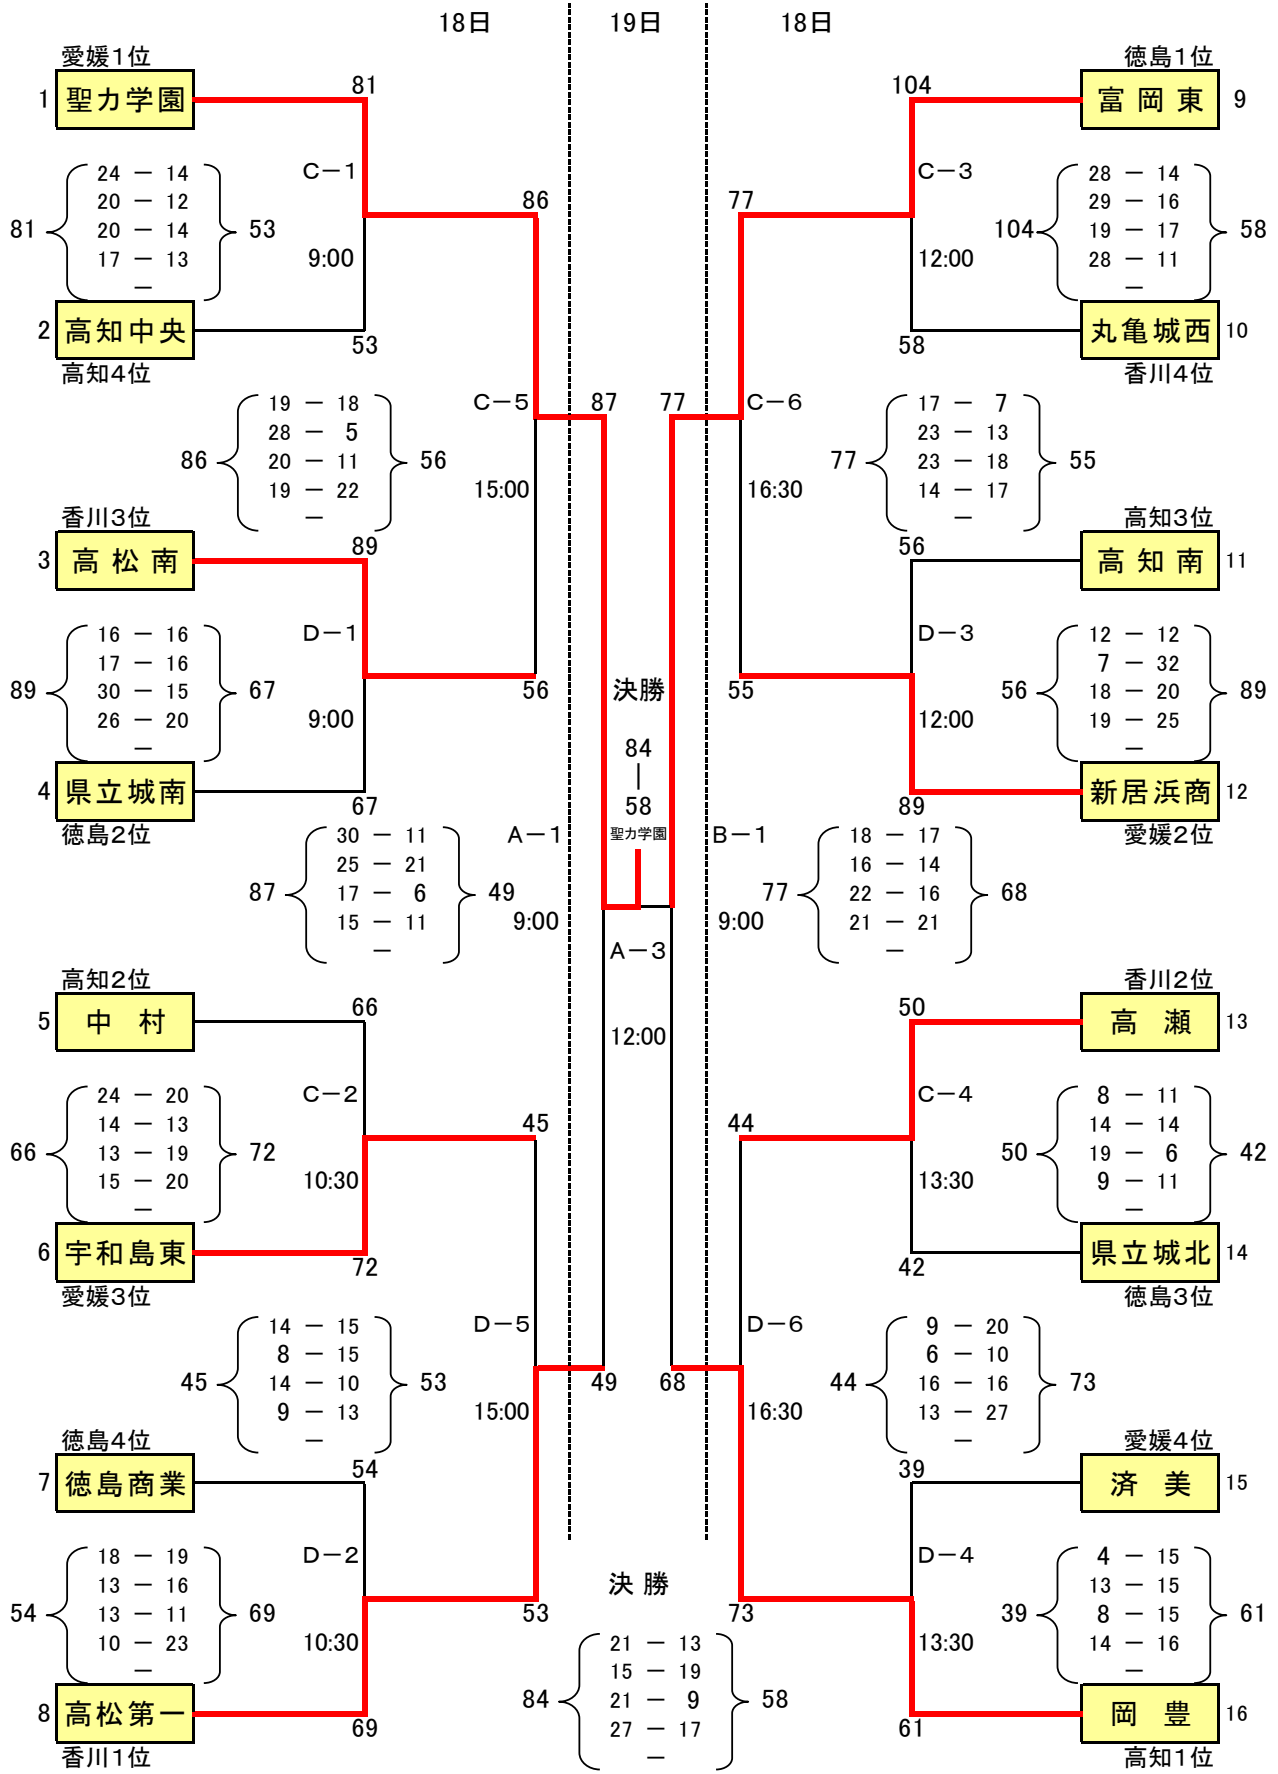 18日 19日 18日
愛媛1位 徳島1位
1 聖カ学園 81 104 富岡東 9
C－1 C－3
24 － 14 28 － 14
20 － 12 86 77 29 － 16
81 20 － 14 53 104 19 － 17 58
17 － 13 9:00 12:00 28 － 11
－ －
2 高知中央 53 58 丸亀城西 10
高知4位 香川4位
19 － 18 C－5 87 77 C－6 17 － 7
28 － 5 23 － 13
86 20 － 11 56 77 23 － 18 55
19 － 22 15:00 16:30 14 － 17
－ －
香川3位 高知3位
3 高松南 89 56 高知南 11
16 － 16 D－1 D－3 12 － 12
17 － 16 7 － 32
89 30 － 15 67 56 決勝 55 56 18 － 20 89
26 － 20 9:00 12:00 19 － 25
－ 84 －
｜
4 県立城南 67 58 89 新居浜商 12
徳島2位 聖カ学園 愛媛2位
30 － 11 A－1 B－1 18 － 17
25 － 21 16 － 14
87 17 － 6 49 77 22 － 16 68
15 － 11 9:00 9:00 21 － 21
－ A－3 －
高知2位 香川2位
5 中村 66 50 高瀬 13
12:00
24 － 20 C－2 C－4 8 － 11
14 － 13 45 44 14 － 14
66 13 － 19 72 50 19 － 6 42
15 － 20 10:30 13:30 9 － 11
－ －
6 宇和島東 72 42 県立城北 14
愛媛3位 徳島3位
14 － 15 D－5 D－6 9 － 20
8 － 15 6 － 10
45 14 － 10 53 49 68 44 16 － 16 73
9 － 13 15:00 16:30 13 － 27
－ －
徳島4位 愛媛4位
7 徳島商業 54 39 済美 15
18 － 19 D－2 D－4 4 － 15
13 － 16 決勝 13 － 15
54 13 － 11 69 53 73 39 8 － 15 61
10 － 23 10:30 13:30 14 － 16
－ 21 － 13 －
15 － 19
84 21 － 9 58
8 高松第一 69 27 － 17 61 岡豊 16
香川1位 － 高知1位